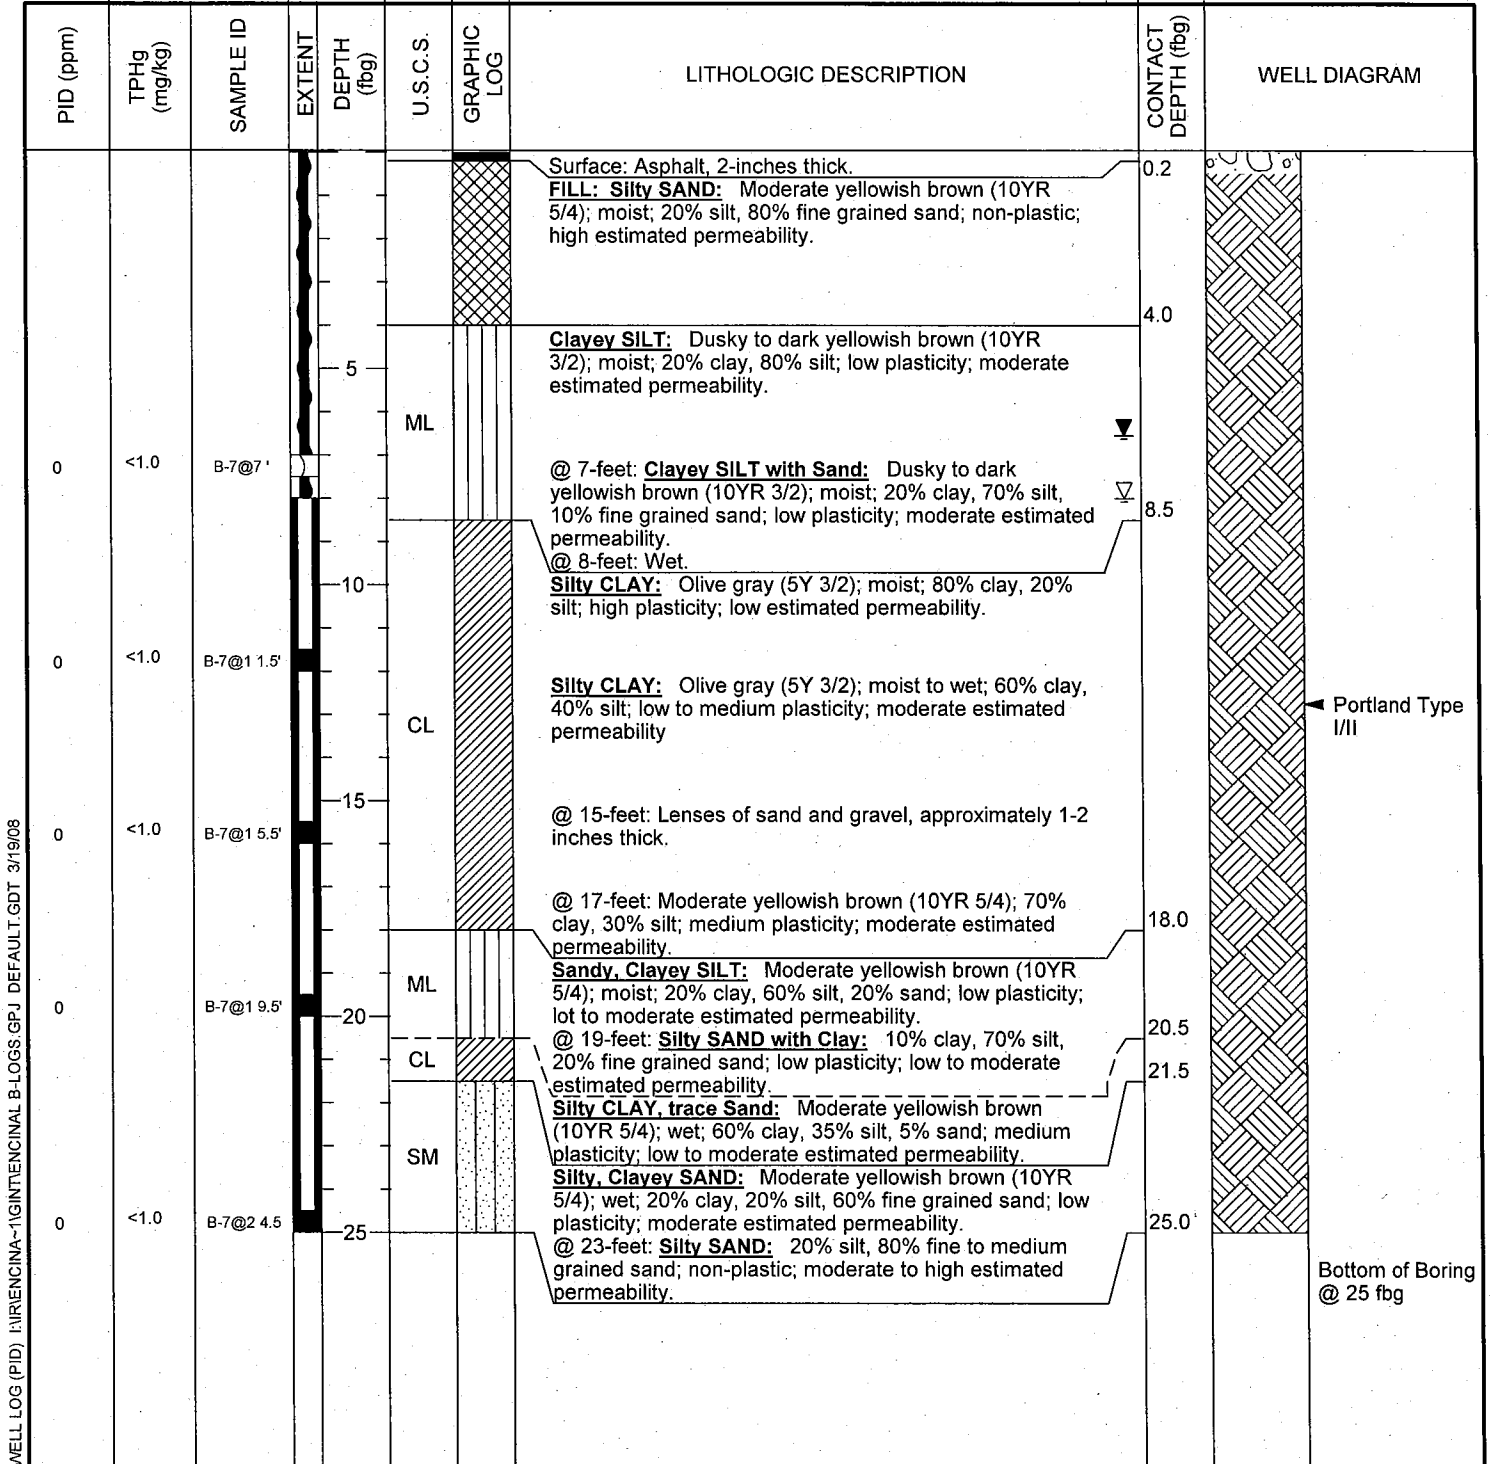 PID (ppm)
TPHg
(mg/kg)
SAMPLE ID
EXTENT
DEPTH
(fbg)
U.S.C.S.
GRAPHIC
LOG
LITHOLOGIC DESCRIPTION
CONTACT
DEPTH (fbg)
WELL DIAGRAM
Surface: Asphalt, 2-inches thick.
0.2
FILL: Silty SAND: Moderate yellowish brown (10YR
5/4); moist; 20% silt, 80% fine grained sand; non-plastic;
high estimated permeability.
4.0
Clayey SILT: Dusky to dark yellowish brown (10YR
3/2); moist; 20% clay, 80% silt; low plasticity; moderate
estimated permeability.
5
ML
0
<1.0
B-7@7 '
@ 7-feet: Clayey SILT with Sand: Dusky to dark
yellowish brown (10YR 3/2); moist; 20% clay, 70% silt,
10% fine grained sand; low plasticity; moderate estimated
permeability.
@ 8-feet: Wet.
8.5
10
Silty CLAY: Olive gray (5Y 3/2); moist; 80% clay, 20%
silt; high plasticity; low estimated permeability.
0
<1.0
B-7@1 1.5'
Silty CLAY: Olive gray (5Y 3/2); moist to wet; 60% clay,
40% silt; low to medium plasticity; moderate estimated
permeability
CL
Portland Type
I/II
15
0
<1.0
B-7@1 5.5'
@ 15-feet: Lenses of sand and gravel, approximately 1-2
inches thick.
@ 17-feet: Moderate yellowish brown (10YR 5/4); 70%
clay, 30% silt; medium plasticity; moderate estimated
permeability.
18.0
ML
Sandy, Clayey SILT: Moderate yellowish brown (10YR
5/4); moist; 20% clay, 60% silt, 20% sand; low plasticity;
lot to moderate estimated permeability.
0
<1.0
B-7@1 9.5'
20
@ 19-feet: Silty SAND with Clay: 10% clay, 70% silt,
20% fine grained sand; low plasticity; low to moderate
estimated permeability.
20.5
CL
21.5
Silty CLAY, trace Sand: Moderate yellowish brown
(10YR 5/4); wet; 60% clay, 35% silt, 5% sand; medium
plasticity; low to moderate estimated permeability.
SM
Silty, Clayey SAND: Moderate yellowish brown (10YR
5/4); wet; 20% clay, 20% silt, 60% fine grained sand; low
plasticity; moderate estimated permeability.
0
<1.0
B-7@2 4.5
25
25.0
@ 23-feet: Silty SAND: 20% silt, 80% fine to medium
grained sand; non-plastic; moderate to high estimated
permeability.
Bottom of Boring
@ 25 fbg
WELL LOG (PID) I:\IR\ENCINA~1\GINT\ENCINAL B-LOGS.GPJ DEFAULT.GDT 3/19/08